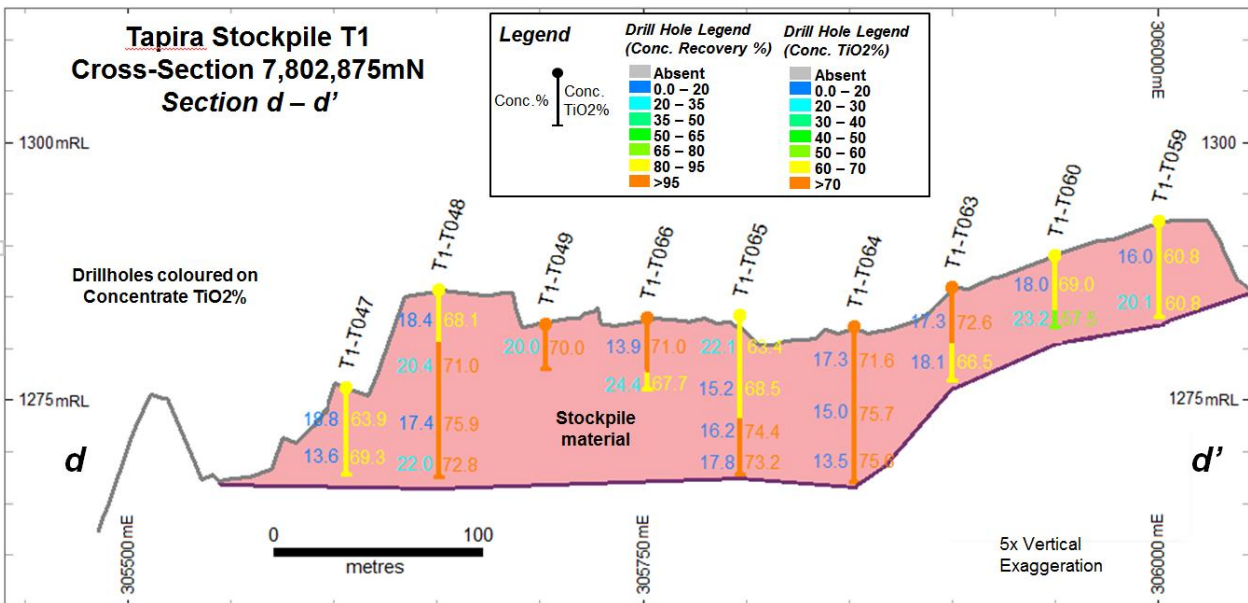 Tapira Stockpile T1
Cross-Section 7,802,875mN
Section d – d’
Legend
Conc.%
Conc.
TiO2%
Drill Hole Legend
(Conc. Recovery %)
Absent
0.0 – 20
20 – 35
35 – 50
50 – 65
65 – 80
80 – 95
>95
Drill Hole Legend
(Conc. TiO2%)
Absent
0.0 – 20
20 – 30
30 – 40
40 – 50
50 – 60
60 – 70
>70
306000mE
1300mRL
1300
Drillholes coloured on
Concentrate TiO2%
T1-T047
18.8 63.9
13.6 69.3
T1-T048
18.4 68.1
20.4 71.0
17.4 75.9
22.0 72.8
T1-T049
20.0 70.0
T1-T066
13.9 71.0
24.4 67.7
T1-T065
22.1 63.4
15.2 68.5
16.2 74.4
17.8 73.2
T1-T064
17.3 71.6
15.0 75.7
13.5
T1-T063
17.3 72.6
18.1 66.5
T1-T060
18.0 69.0
23.2 57.5
T1-T059
16.0 60.8
20.1 60.8
1275mRL
1275mRL
Stockpile
material
d
d’
0 100
metres
305500mE
305750mE
306000mE
5x Vertical
Exaggeration